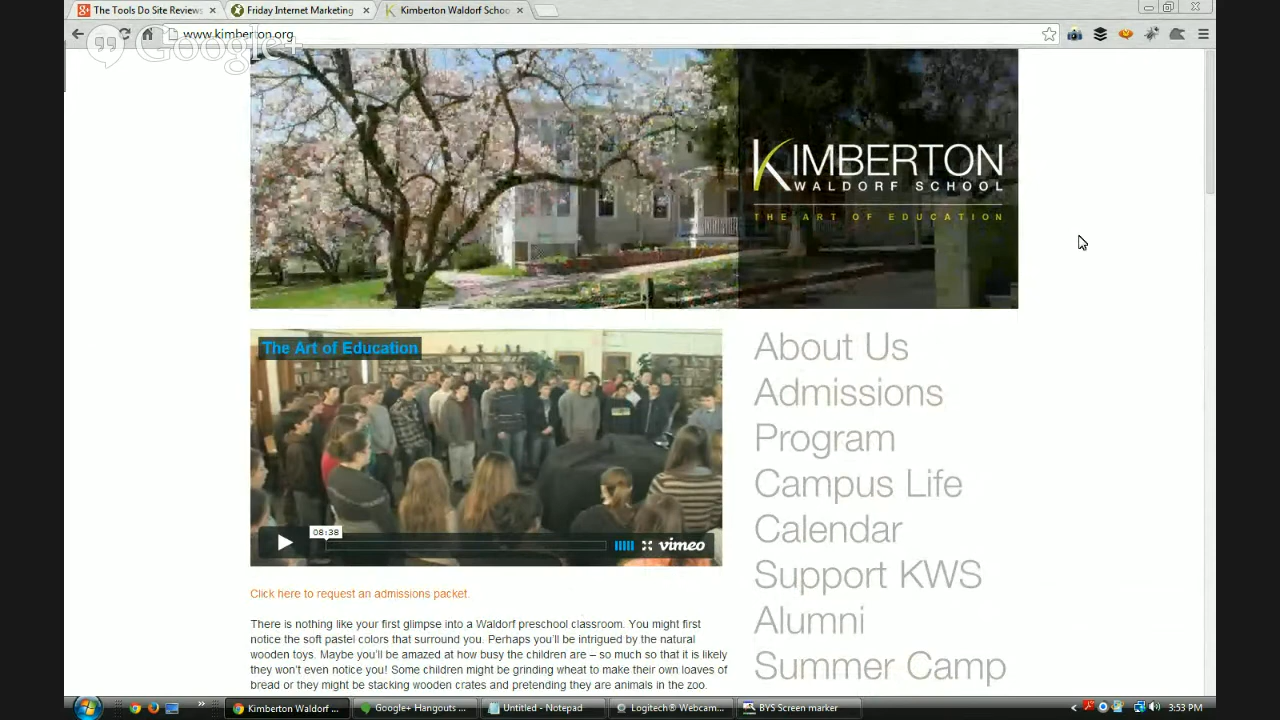 The Tools Do Site Reviews
Friday Internet Marketing
Kimberton Waldorf Schoo
www.kimberton.org
Google+
KIMBERTON
WALDORF SCHOOL
THE ART OF EDUCATION
The Art of Education
08:38
vimeo
Click here to request an admissions packet.
There is nothing like your first glimpse into a Waldorf preschool classroom. You might first
notice the soft pastel colors that surround you. Perhaps you'll be intrigued by the natural
wooden toys. Maybe you'll be amazed at how busy the children are – so much so that it is likely
they won't even notice you! Some children might be grinding wheat to make their own loaves of
bread or they might be stacking wooden crates and pretending they are animals in the zoo.
About Us
Admissions
Program
Campus Life
Calendar
Support KWS
Alumni
Summer Camp
Kimberton Waldorf ...
Google+ Hangouts ...
Untitled - Notepad
Logitech® Webcam...
BYS Screen marker
3:53 PM